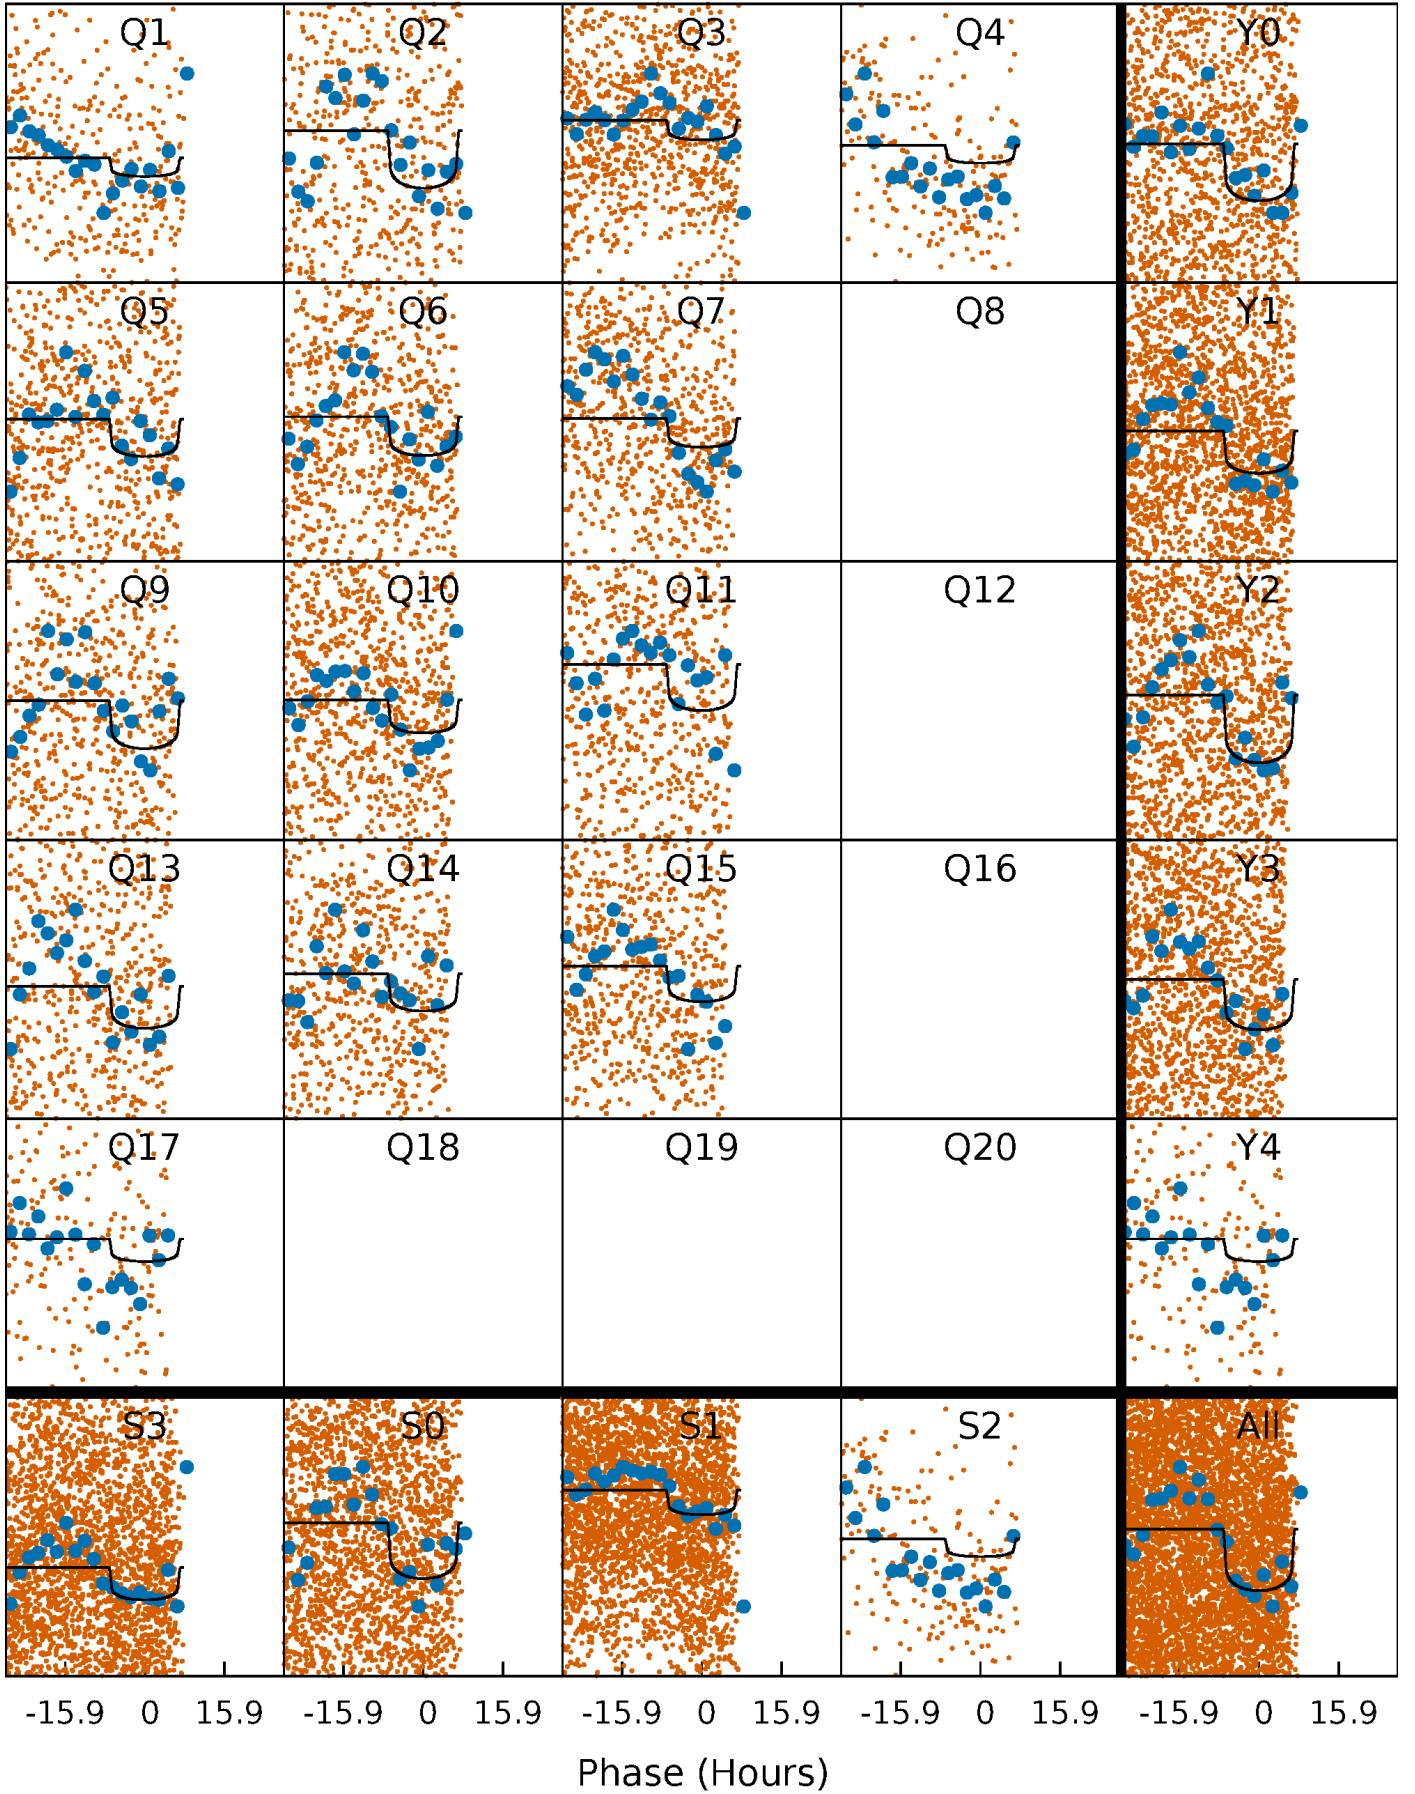 Q1 Q2 Q3 Q4 Y0
Q5 Q6 Q7 Q8 Y1
Q9 Q10 Q11 Q12 Y2
Q13 Q14 Q15 Q16 Y3
Q17 Q18 Q19 Q20 Y4
S3 S0 S1 S2 All
-15.9 0 15.9 -15.9 0 15.9 -15.9 0 15.9 -15.9 0 15.9 -15.9 0 15.9
Phase (Hours)